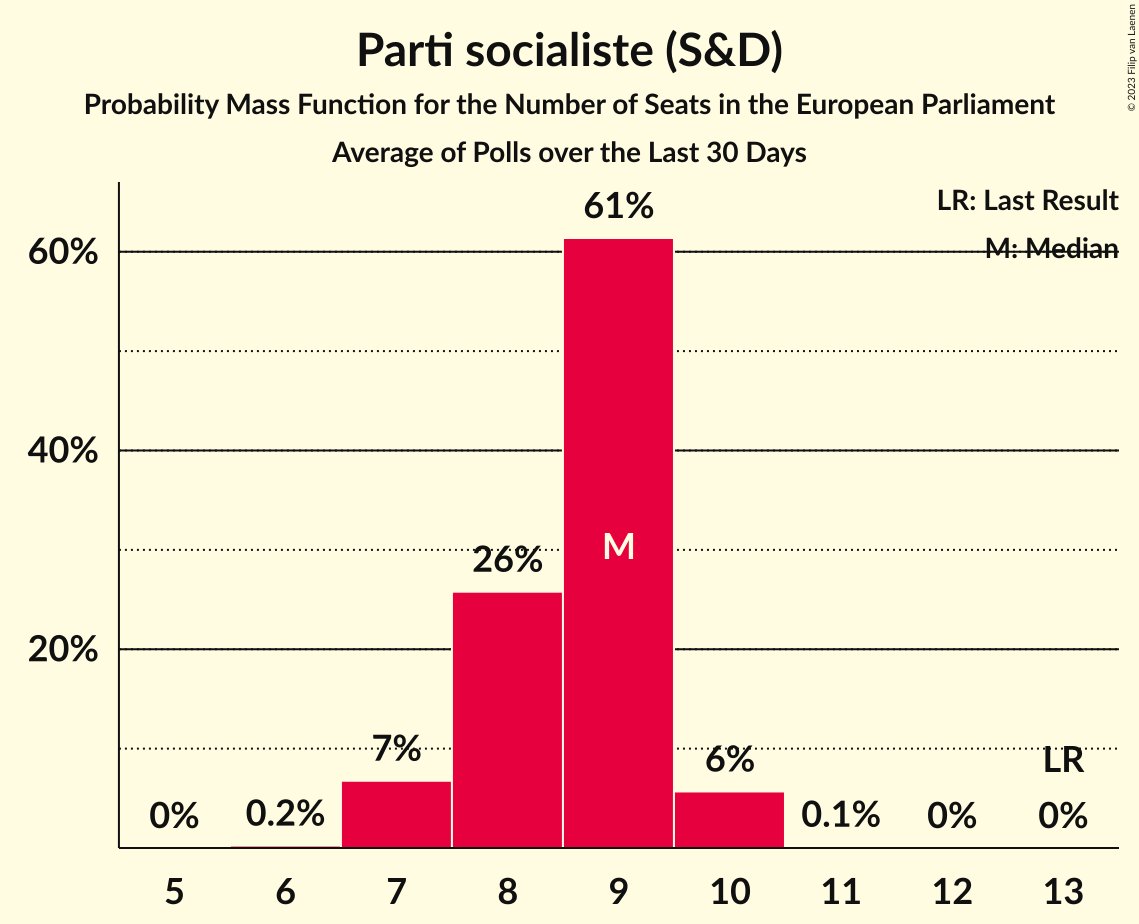 Parti socialiste (S&D)
Probability Mass Function for the Number of Seats in the European Parliament
Average of Polls over the Last 30 Days
© 2023 Filip van Laenen
LR: Last Result
M: Median
60%
40%
20%
0%
0.2%
7%
26%
61%
M
6%
0.1%
0%
LR
0%
5 6 7 8 9 10 11 12 13